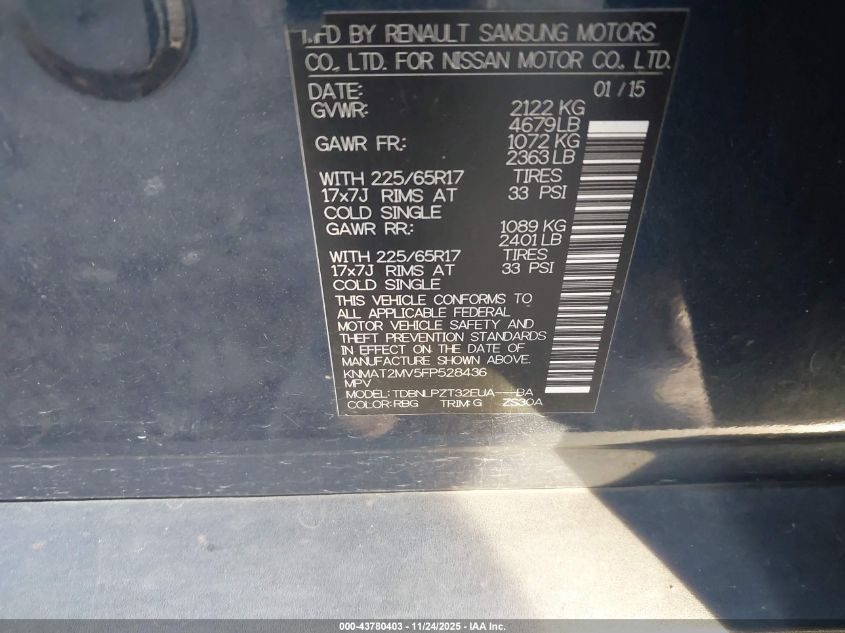 MFD BY RENAULT SAMSUNG MOTORS
CO., LTD. FOR NISSAN MOTOR CO., LTD.
DATE: 01/15
GVWR: 2122 KG
4679LB
GAWR FR: 1072 KG
2363 LB
WITH 225/65R17 TIRES
17x7J RIMS AT 33 PSI
COLD SINGLE
GAWR RR: 1089 KG
2401LB
WITH 225/65R17 TIRES
17x7J RIMS AT 33 PSI
COLD SINGLE
THIS VEHICLE CONFORMS TO
ALL APPLICABLE FEDERAL
MOTOR VEHICLE SAFETY AND
THEFT PREVENTION STANDARDS
IN EFFECT ON THE DATE OF
MANUFACTURE SHOWN ABOVE.
KNMAT2MV5FP528436
MPV
MODEL: TDBNLPZT32EUA---BA
COLOR: RBG TRIM: G ZS30A
000-43780403 - 11/24/2025 - IAA Inc.